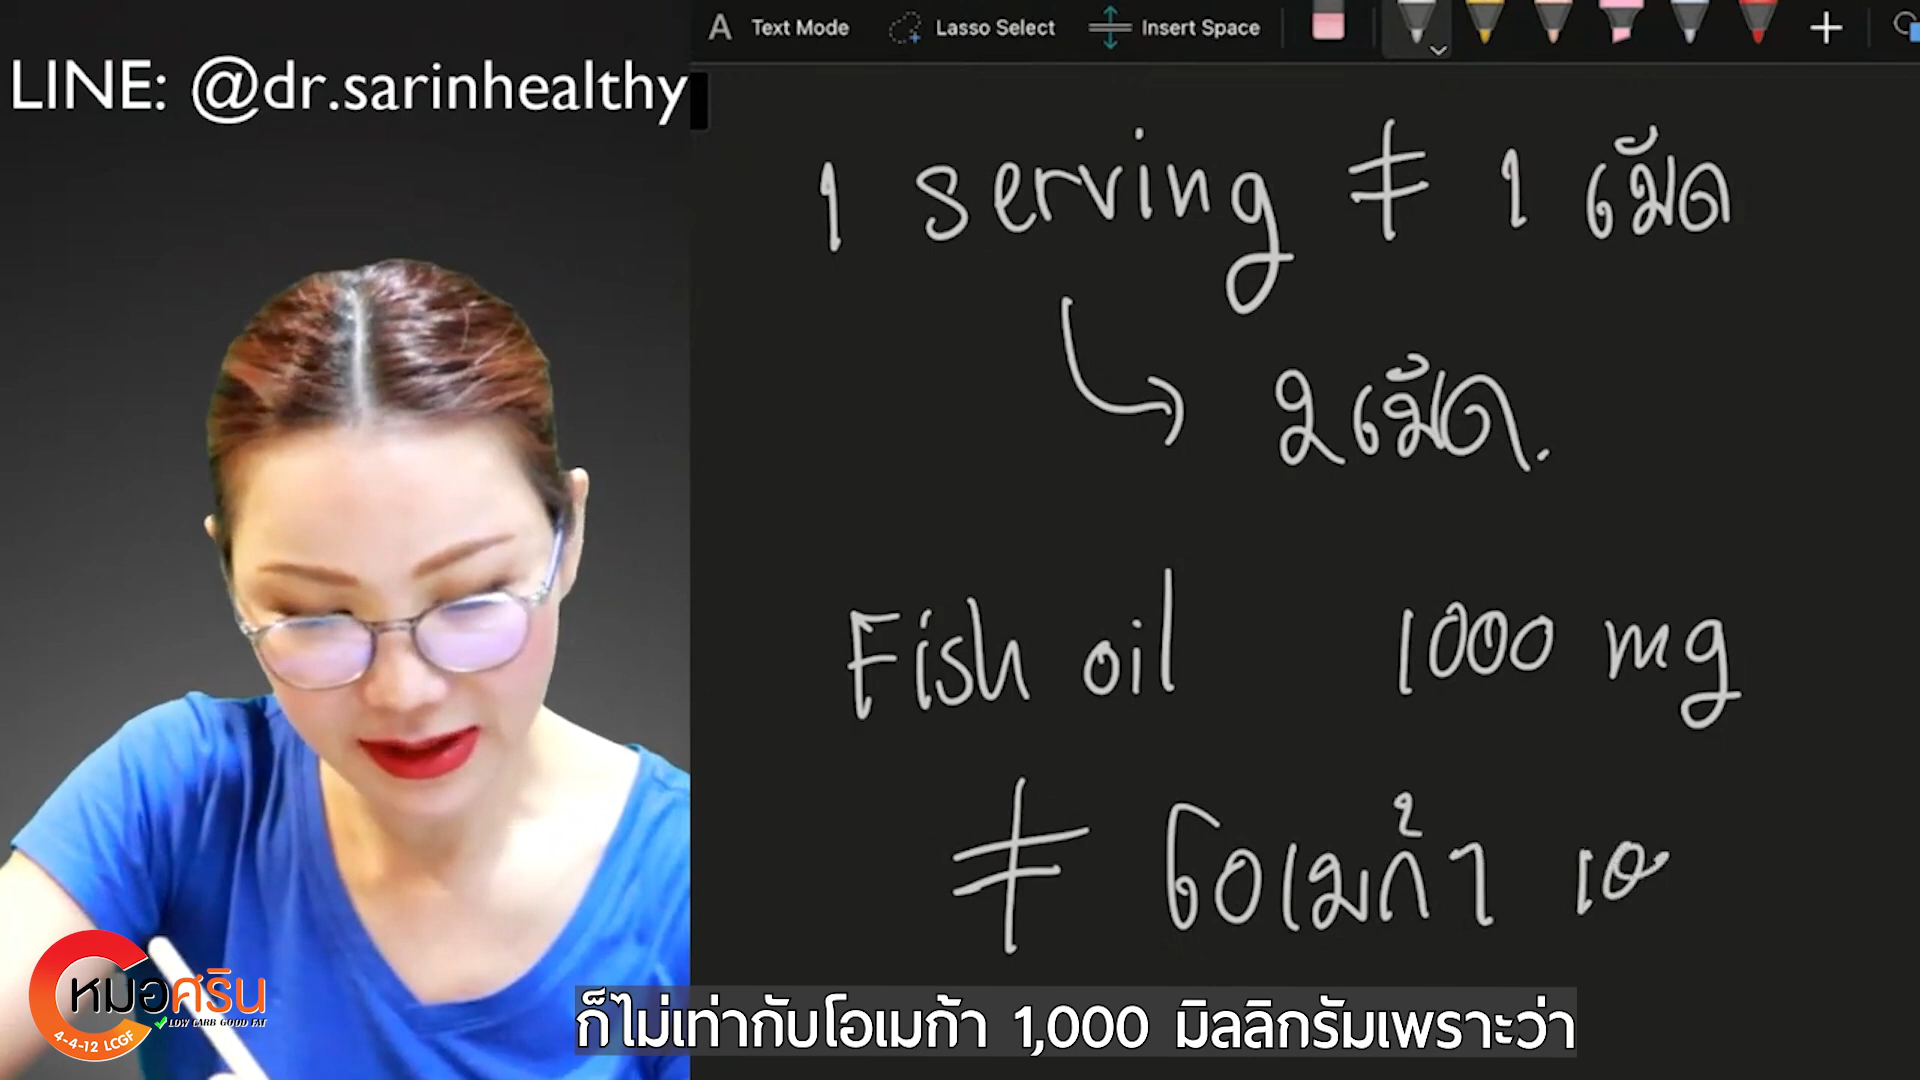 A Text Mode Lasso Select Insert Space
LINE: @dr.sarinhealthy
1 serving ≠ 1 เม็ด
2 เม็ด.
Fish oil 1000 mg
≠ โอเมก้า
หมอศริน
LOW CARB GOOD FAT
4-4-12 LCGF
ก็ไม่เท่ากับโอเมก้า 1,000 มิลลิกรัมเพราะว่า